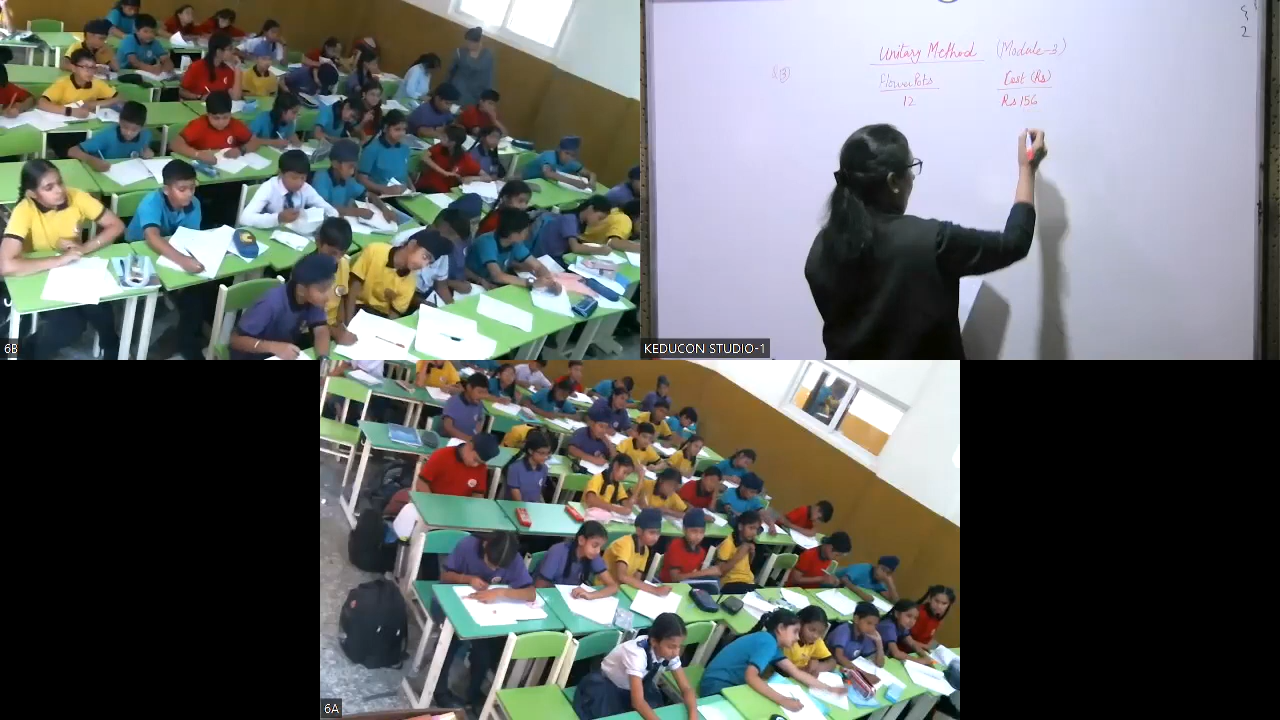 Unitary Method (Module-3)
FlowerPots Cost (Rs)
12 Rs 156
6B
KEDUCON STUDIO-1
6A